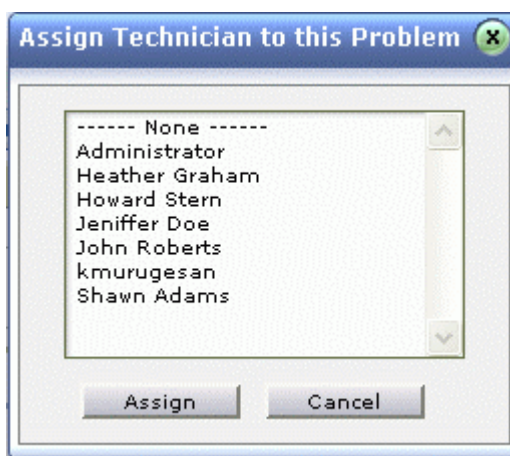 Assign Technician to this Problem
------ None ------
Administrator
Heather Graham
Howard Stern
Jeniffer Doe
John Roberts
kmurugesan
Shawn Adams
Assign Cancel